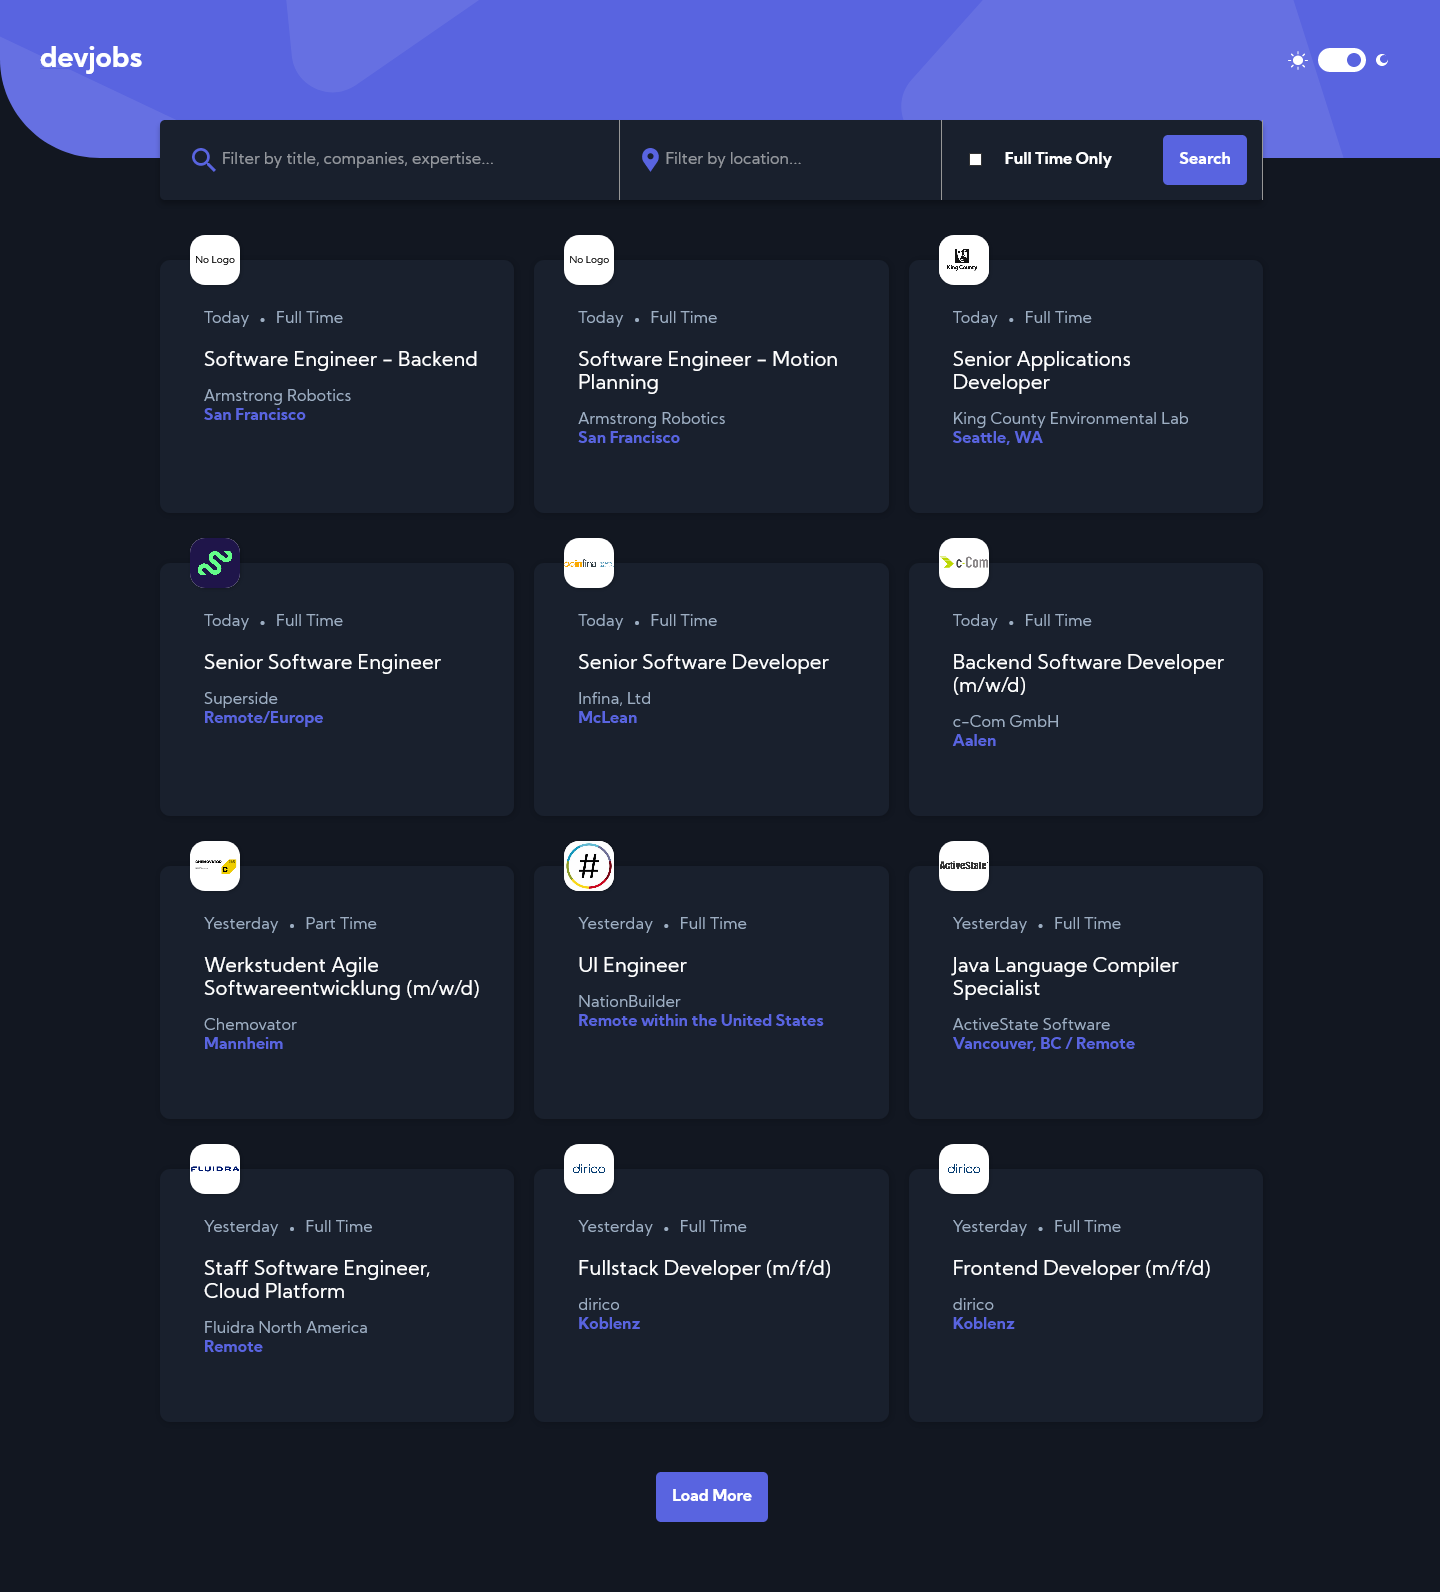 devjobs
Filter by title, companies, expertise...
Filter by location...
Full Time Only
Search
No Logo
Today • Full Time
Software Engineer - Backend
Armstrong Robotics
San Francisco
No Logo
Today • Full Time
Software Engineer - Motion
Planning
Armstrong Robotics
San Francisco
King County
Today • Full Time
Senior Applications
Developer
King County Environmental Lab
Seattle, WA
Today • Full Time
Senior Software Engineer
Superside
Remote/Europe
Today • Full Time
Senior Software Developer
Infina, Ltd
McLean
c-Com
Today • Full Time
Backend Software Developer
(m/w/d)
c-Com GmbH
Aalen
CHEMOVATOR
Yesterday • Part Time
Werkstudent Agile
Softwareentwicklung (m/w/d)
Chemovator
Mannheim
#
Yesterday • Full Time
UI Engineer
NationBuilder
Remote within the United States
ActiveState
Yesterday • Full Time
Java Language Compiler
Specialist
ActiveState Software
Vancouver, BC / Remote
FLUIDRA
Yesterday • Full Time
Staff Software Engineer,
Cloud Platform
Fluidra North America
Remote
dirico
Yesterday • Full Time
Fullstack Developer (m/f/d)
dirico
Koblenz
dirico
Yesterday • Full Time
Frontend Developer (m/f/d)
dirico
Koblenz
Load More